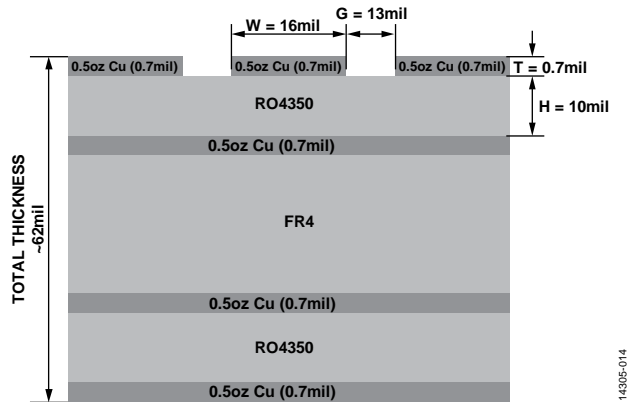 G = 13mil
W = 16mil
0.5oz Cu (0.7mil) 0.5oz Cu (0.7mil) 0.5oz Cu (0.7mil) T = 0.7mil
RO4350
H = 10mil
0.5oz Cu (0.7mil)
TOTAL THICKNESS
~62mil
FR4
0.5oz Cu (0.7mil)
RO4350
0.5oz Cu (0.7mil)
14305-014